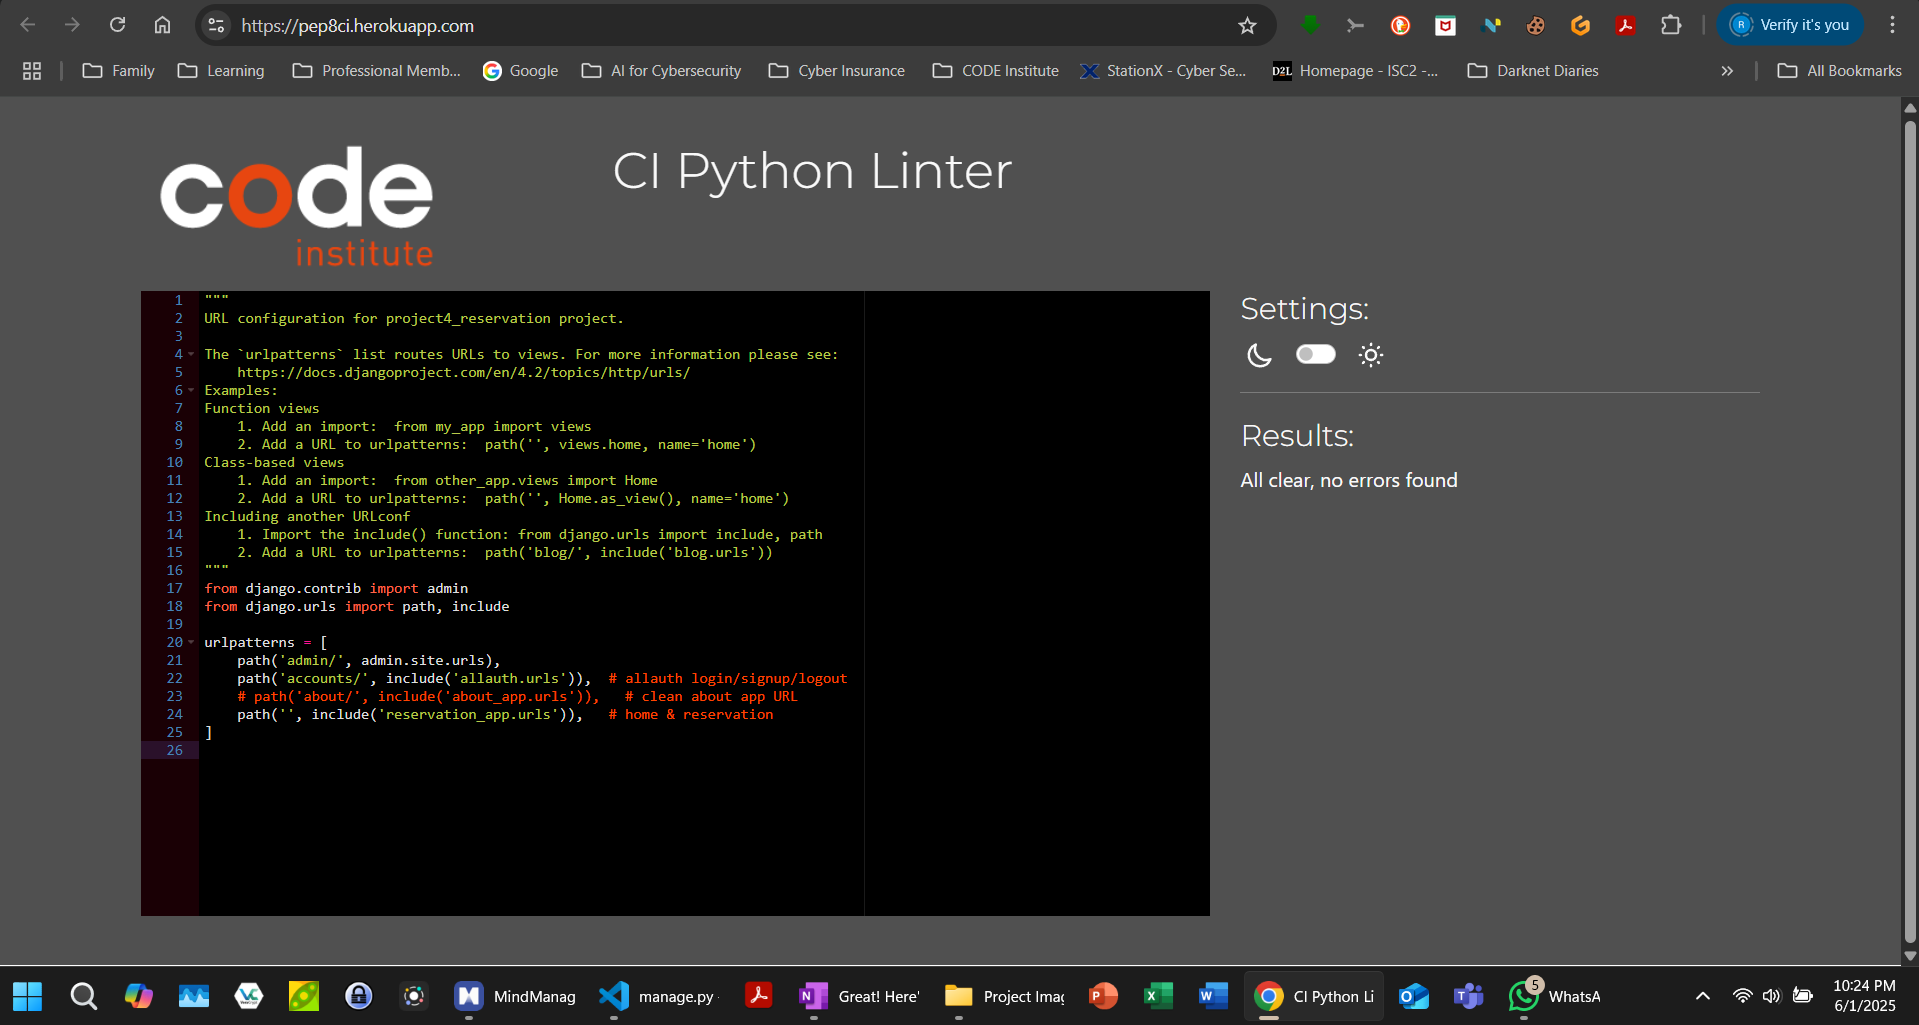 https://pep8ci.herokuapp.com
Verify it's you
Family
Learning
Professional Memb...
Google
AI for Cybersecurity
Cyber Insurance
CODE Institute
StationX - Cyber Se...
D2L
Homepage - ISC2 -...
Darknet Diaries
All Bookmarks
code
institute
CI Python Linter
1 """
2 URL configuration for project4_reservation project.
3
4 The `urlpatterns` list routes URLs to views. For more information please see:
5     https://docs.djangoproject.com/en/4.2/topics/http/urls/
6 Examples:
7 Function views
8     1. Add an import:  from my_app import views
9     2. Add a URL to urlpatterns:  path('', views.home, name='home')
10 Class-based views
11     1. Add an import:  from other_app.views import Home
12     2. Add a URL to urlpatterns:  path('', Home.as_view(), name='home')
13 Including another URLconf
14     1. Import the include() function: from django.urls import include, path
15     2. Add a URL to urlpatterns:  path('blog/', include('blog.urls'))
16 """
17 from django.contrib import admin
18 from django.urls import path, include
19
20 urlpatterns = [
21     path('admin/', admin.site.urls),
22     path('accounts/', include('allauth.urls')),  # allauth login/signup/logout
23     # path('about/', include('about_app.urls')),   # clean about app URL
24     path('', include('reservation_app.urls')),   # home & reservation
25 ]
26
Settings:
Results:
All clear, no errors found
MindManag
manage.py
Great! Here'
Project Imag
CI Python Li
5
WhatsA
10:24 PM
6/1/2025